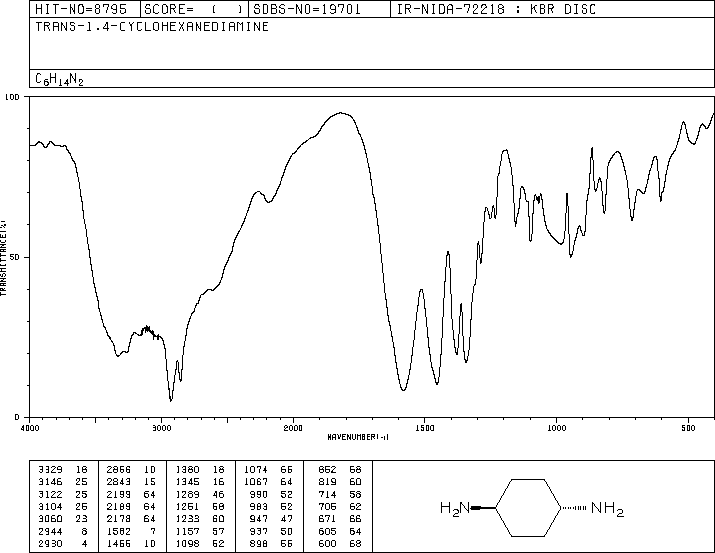 HIT-NO=8795 SCORE= ( ) SDBS-NO=19701 IR-NIDA-72218 : KBR DISC
TRANS-1,4-CYCLOHEXANEDIAMINE
C6H14N2
100
50
0
TRANSMITTANCE(%)
4000 3000 2000 1500 1000 500
WAVENUMBER(-1)
3329 18 2856 10 1380 18 1074 66 852 68
3146 25 2843 15 1345 16 1067 64 819 60
3122 25 2199 64 1289 46 990 52 714 58
3104 25 2189 64 1251 58 983 52 705 62
3060 23 2178 64 1233 60 947 47 671 66
2944 8 1582 7 1157 57 937 50 605 64
2930 4 1455 10 1098 52 898 55 600 68
H2N NH2